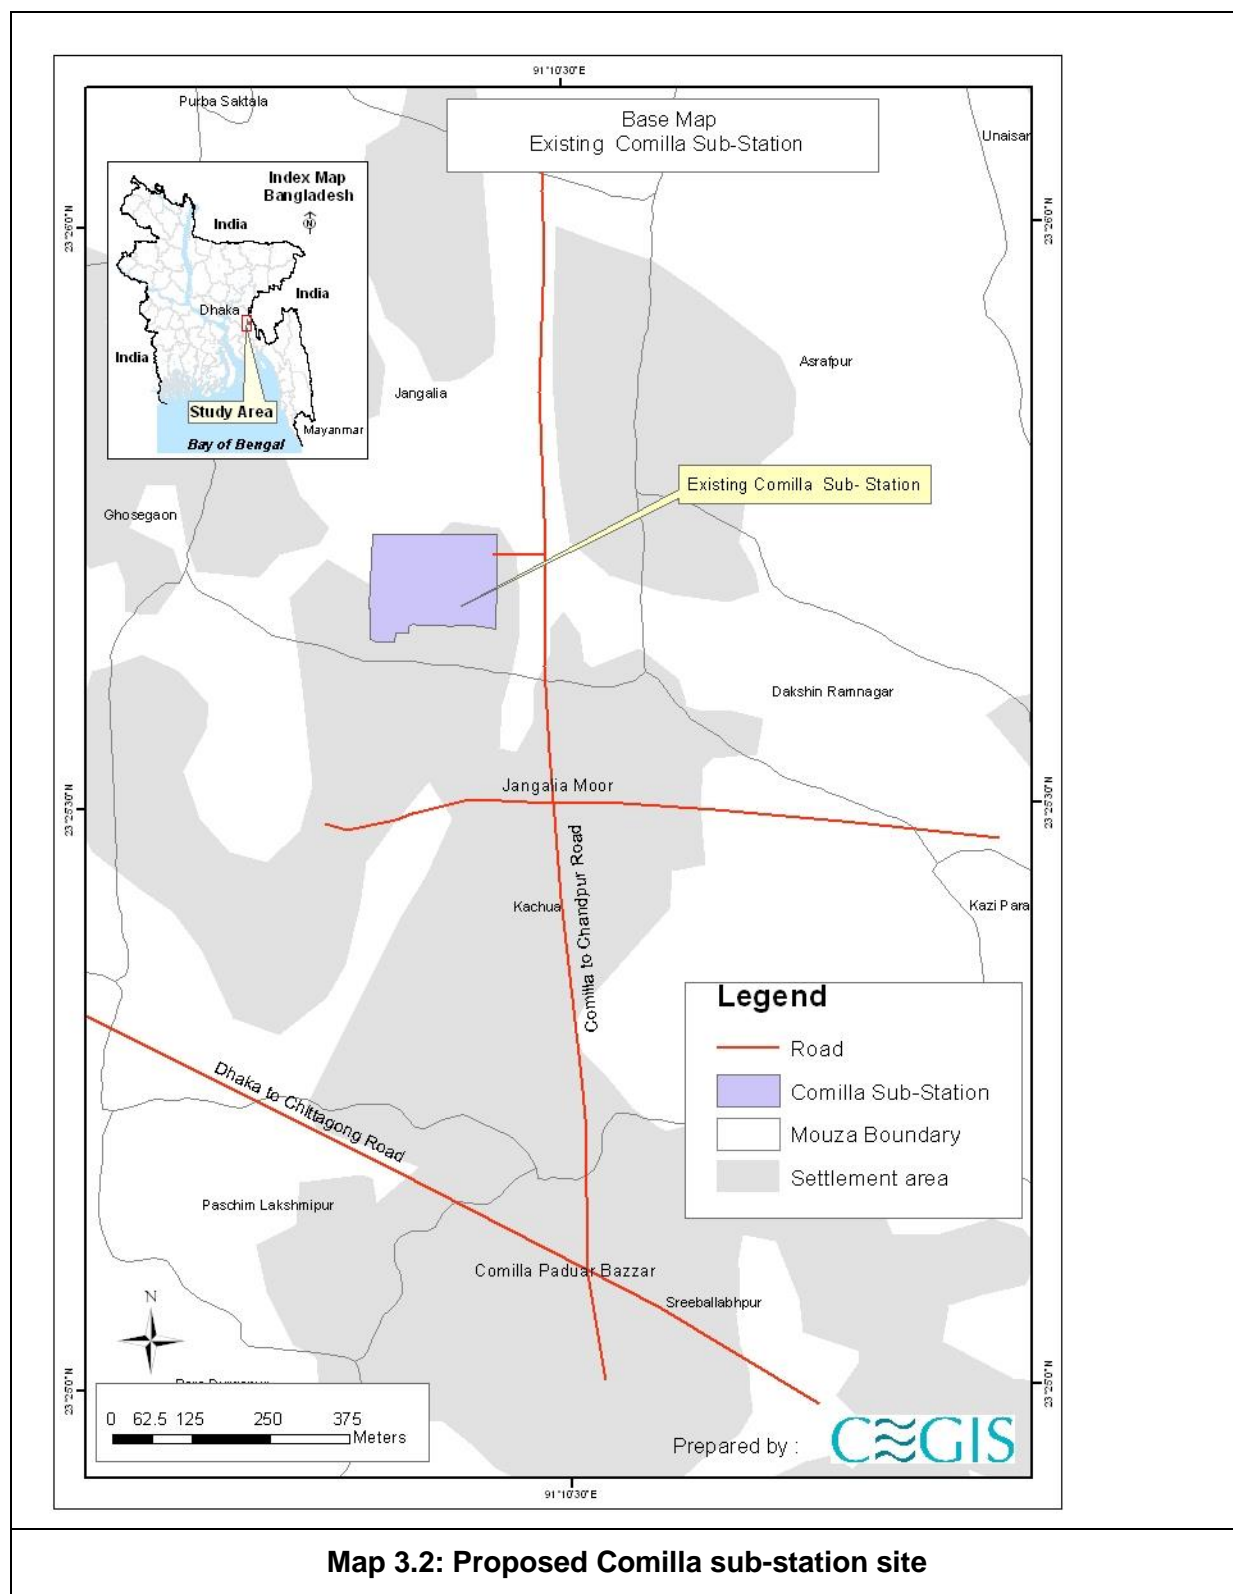 91°10'30"E
Purba Saktala
Base Map
Existing Comilla Sub-Station
Unaisar
Index Map
Bangladesh
N
India
India
Dhaka
India
Study Area
Mayanmar
Bay of Bengal
23°26'0"N
23°26'0"N
Asrafpur
Jangalia
Existing Comilla Sub- Station
Ghosegaon
Dakshin Ramnagar
Jangalia Moor
23°25'30"N
23°25'30"N
Comilla to Chandpur Road
Kachua
Kazi Para
Legend
Road
Comilla Sub-Station
Mouza Boundary
Settlement area
Dhaka to Chittagong Road
Paschim Lakshmipur
Comilla Paduar Bazzar
Sreeballabhpur
N
23°25'0"N
23°25'0"N
0 62.5 125 250 375
Meters
Prepared by :
CEGIS
91°10'30"E
Map 3.2: Proposed Comilla sub-station site